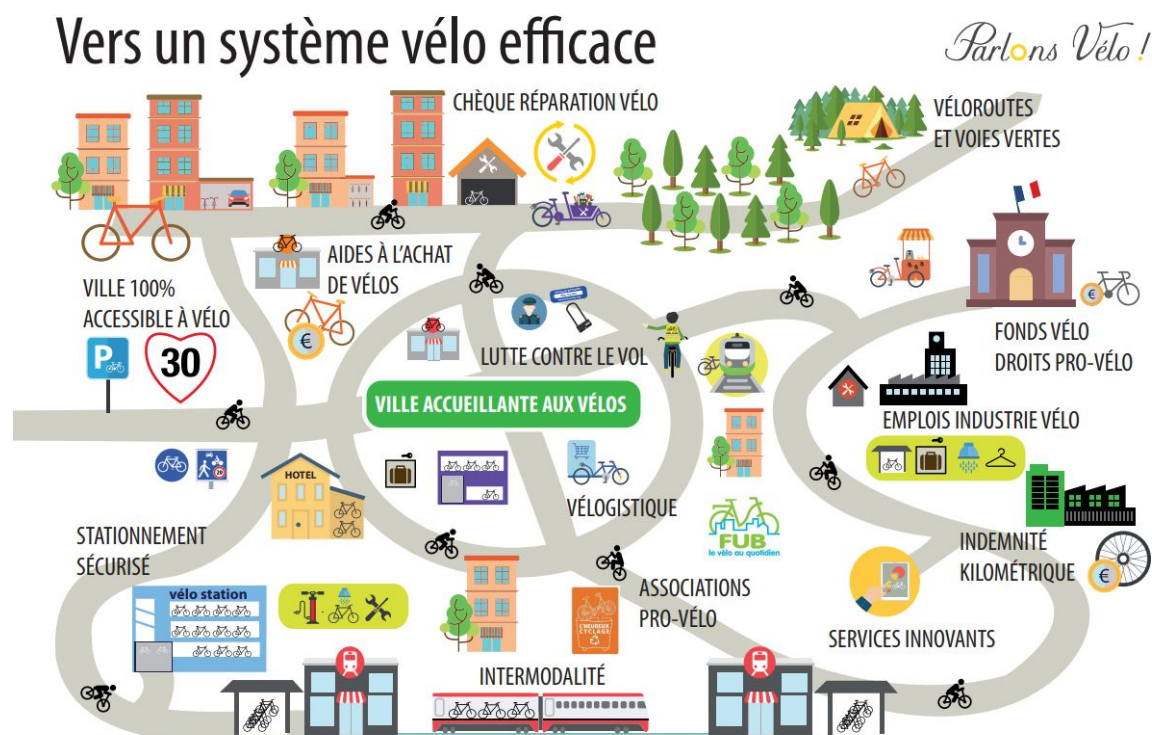 Vers un système vélo efficace
Parlons Vélo !
CHÈQUE RÉPARATION VÉLO
VÉLOROUTES
ET VOIES VERTES
AIDES À L'ACHAT
DE VÉLOS
VILLE 100%
ACCESSIBLE À VÉLO
P
30
€
LUTTE CONTRE LE VOL
€
FONDS VÉLO
DROITS PRO-VÉLO
VILLE ACCUEILLANTE AUX VÉLOS
EMPLOIS INDUSTRIE VÉLO
HOTEL
VÉLOGISTIQUE
FUB
le vélo au quotidien
STATIONNEMENT
SÉCURISÉ
INDEMNITÉ
KILOMÉTRIQUE
€
vélo station
ASSOCIATIONS
PRO-VÉLO
L'HEUREUX
CYCLAGE
SERVICES INNOVANTS
INTERMODALITÉ